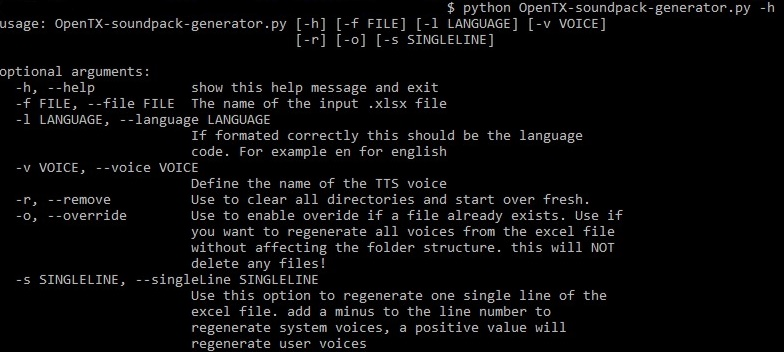 $ python OpenTX-soundpack-generator.py -h
usage: OpenTX-soundpack-generator.py [-h] [-f FILE] [-l LANGUAGE] [-v VOICE]
[-r] [-o] [-s SINGLELINE]
optional arguments:
-h, --help show this help message and exit
-f FILE, --file FILE The name of the input .xlsx file
-l LANGUAGE, --language LANGUAGE
If formated correctly this should be the language
code. For example en for english
-v VOICE, --voice VOICE
Define the name of the TTS voice
-r, --remove Use to clear all directories and start over fresh.
-o, --override Use to enable overide if a file already exists. Use if
you want to regenerate all voices from the excel file
without affecting the folder structure. this will NOT
delete any files!
-s SINGLELINE, --singleLine SINGLELINE
Use this option to regenerate one single line of the
excel file. add a minus to the line number to
regenerate system voices, a positive value will
regenerate user voices